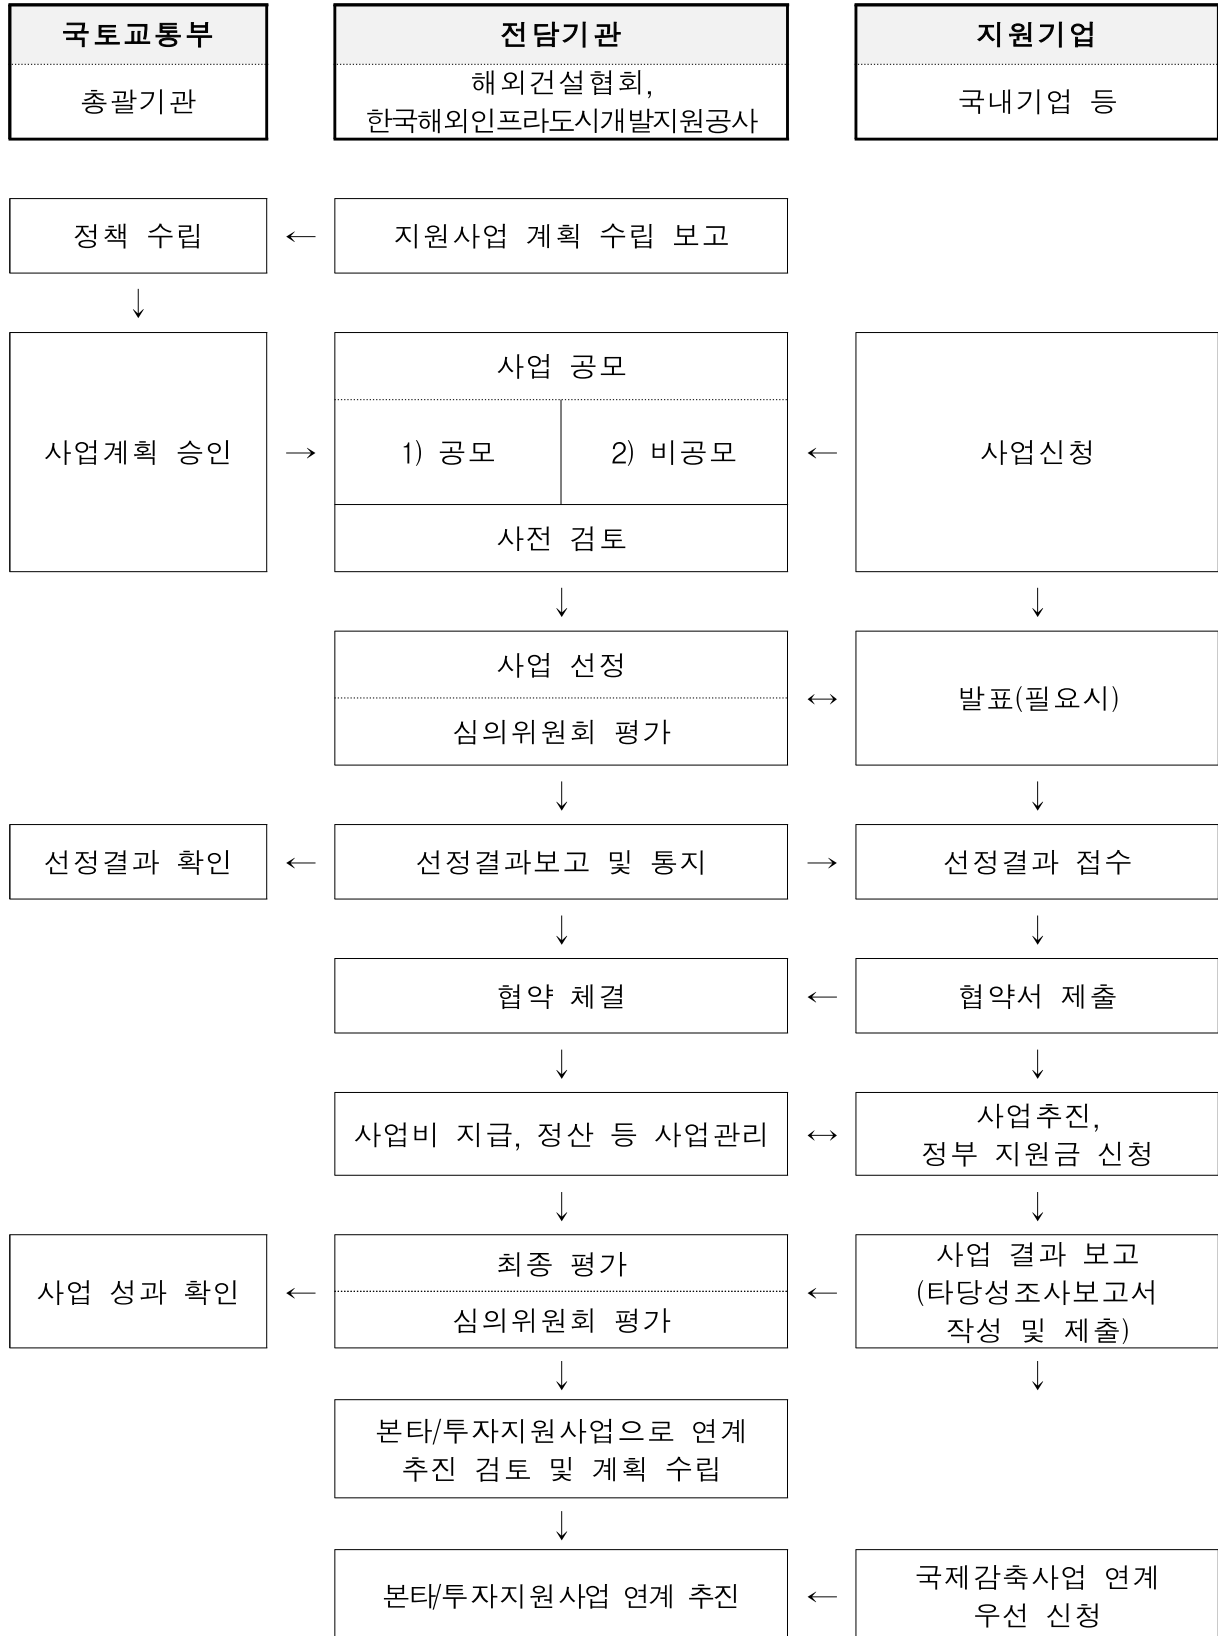 국토교통부
전담기관
지원기업
총괄기관
해외건설협회,
한국해외인프라도시개발지원공사
국내기업 등
정책 수립
←
지원사업 계획 수립 보고
↓
사업계획 승인
→
사업 공모
1) 공모
2) 비공모
사전 검토
←
사업신청
↓
↓
사업 선정
심의위원회 평가
↔
발표(필요시)
↓
↓
선정결과 확인
←
선정결과보고 및 통지
→
선정결과 접수
↓
↓
협약 체결
←
협약서 제출
↓
↓
사업비 지급, 정산 등 사업관리
↔
사업추진,
정부 지원금 신청
↓
↓
사업 성과 확인
←
최종 평가
심의위원회 평가
←
사업 결과 보고
(타당성조사보고서
작성 및 제출)
↓
↓
본타/투자지원사업으로 연계
추진 검토 및 계획 수립
↓
본타/투자지원사업 연계 추진
←
국제감축사업 연계
우선 신청